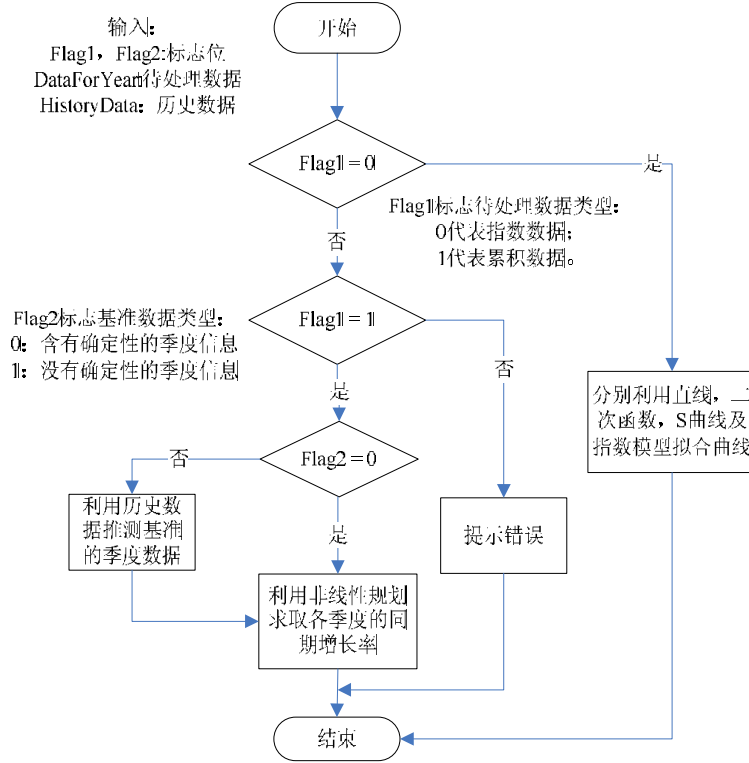 输入：
Flag1，Flag2:标志位
DataForYear待处理数据
HistoryData：历史数据
开始
Flag1 = 0
是
Flag1标志待处理数据类型：
0代表指数数据；
1代表累积数据。
否
Flag2标志基准数据类型：
0：含有确定性的季度信息
1：没有确定性的季度信息
Flag1 = 1
否
是
分别利用直线，二
次函数，S曲线及
指数模型拟合曲线
Flag2 = 0
否
利用历史数
据推测基准
的季度数据
是
提示错误
利用非线性规划
求取各季度的同
期增长率
结束